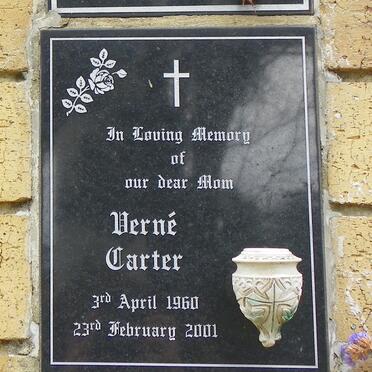 In Loving Memory
of
our dear Mom
Verné
Carter
3rd April 1960
23rd February 2001